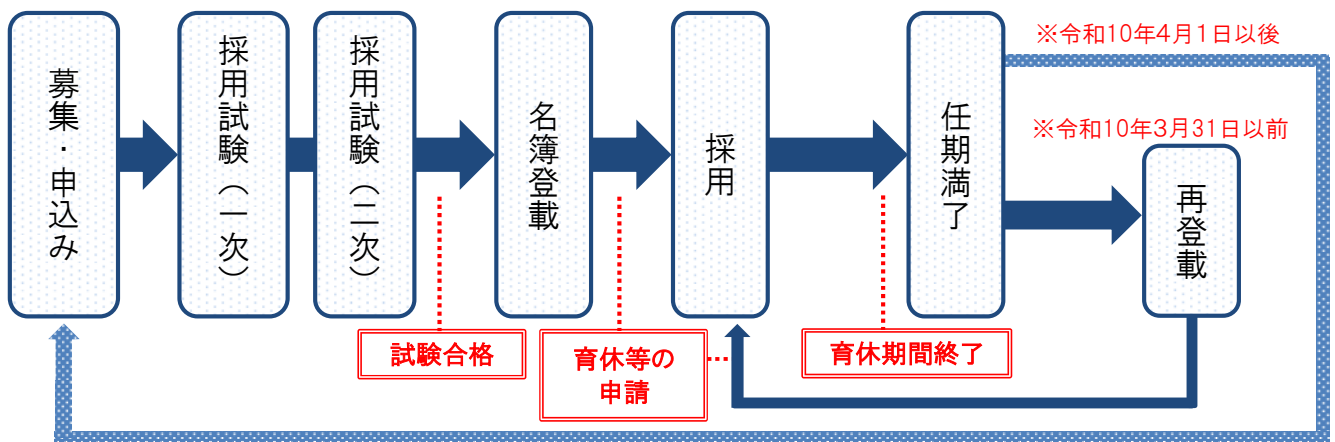 募集・申込み
採用試験（一次）
採用試験（二次）
名簿登載
採用
任期満了
※令和10年4月1日以後
※令和10年3月31日以前
再登載
試験合格
育休等の
申請
育休期間終了